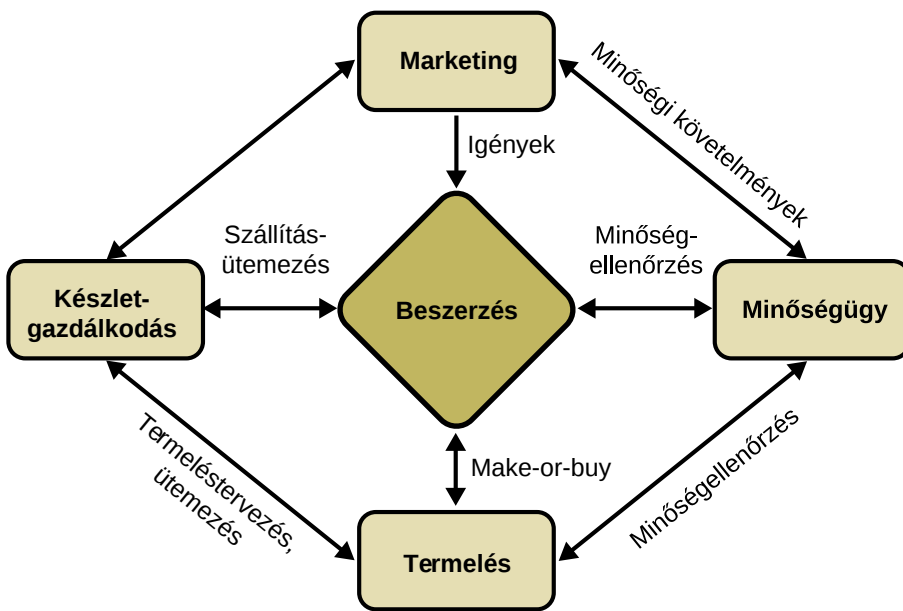 Marketing
Minőségi követelmények
Igények
Szállítás-
ütemezés
Minőség-
ellenőrzés
Készlet-
gazdálkodás
Beszerzés
Minőségügy
Termeléstervezés,
ütemezés
Make-or-buy
Minőségellenőrzés
Termelés